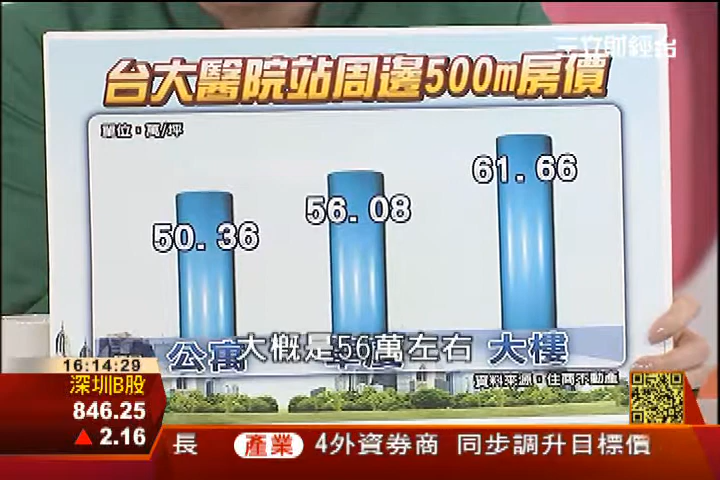 三立財經台
台大醫院站周邊500m房價
單位:萬/坪
50.36
56.08
61.66
公寓
大樓
大概是56萬左右
資料來源:住商不動產
16:14:29
深圳B股
846.25
▲2.16
長 產業 4外資券商 同步調升目標價